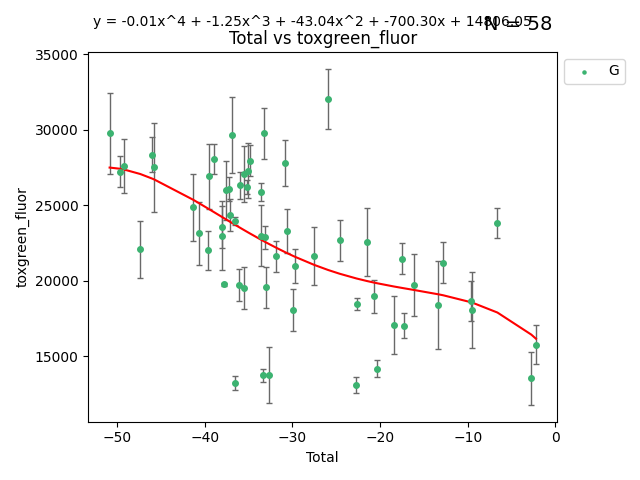 y = -0.01x^4 + -1.25x^3 + -43.04x^2 + -700.30x + 14806.05
N = 58
Total vs toxgreen_fluor
G
toxgreen_fluor
35000
30000
25000
20000
15000
−50 −40 −30 −20 −10 0
Total